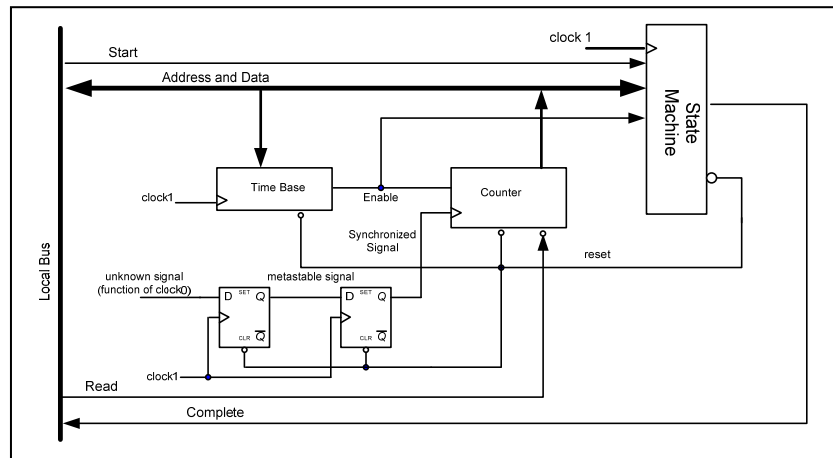 clock 1
Start
Address and Data
State
Machine
Time Base
Counter
clock1
Enable
Synchronized
Signal
reset
unknown signal
(function of clock0)
metastable signal
D SET Q
CLR Q
D SET Q
CLR Q
clock1
Local Bus
Read
Complete